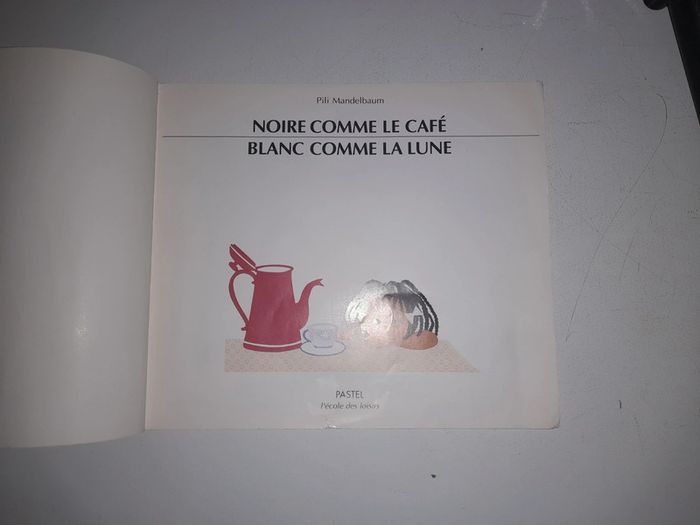 Pili Mandelbaum
NOIRE COMME LE CAFÉ
BLANC COMME LA LUNE
PASTEL
l'école des loisirs